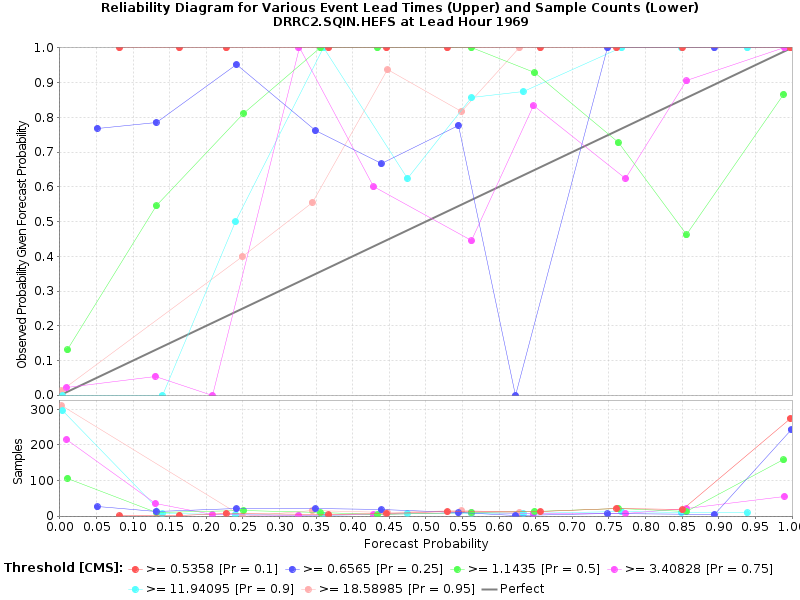 Reliability Diagram for Various Event Lead Times (Upper) and Sample Counts (Lower)
DRRC2.SQIN.HEFS at Lead Hour 1969
Observed Probability Given Forecast Probability
1.0
0.9
0.8
0.7
0.6
0.5
0.4
0.3
0.2
0.1
0.0
Samples
300
200
100
0
0.00 0.05 0.10 0.15 0.20 0.25 0.30 0.35 0.40 0.45 0.50 0.55 0.60 0.65 0.70 0.75 0.80 0.85 0.90 0.95 1.00
Forecast Probability
Threshold [CMS]: >= 0.5358 [Pr = 0.1] >= 0.6565 [Pr = 0.25] >= 1.1435 [Pr = 0.5] >= 3.40828 [Pr = 0.75]
>= 11.94095 [Pr = 0.9] >= 18.58985 [Pr = 0.95] Perfect